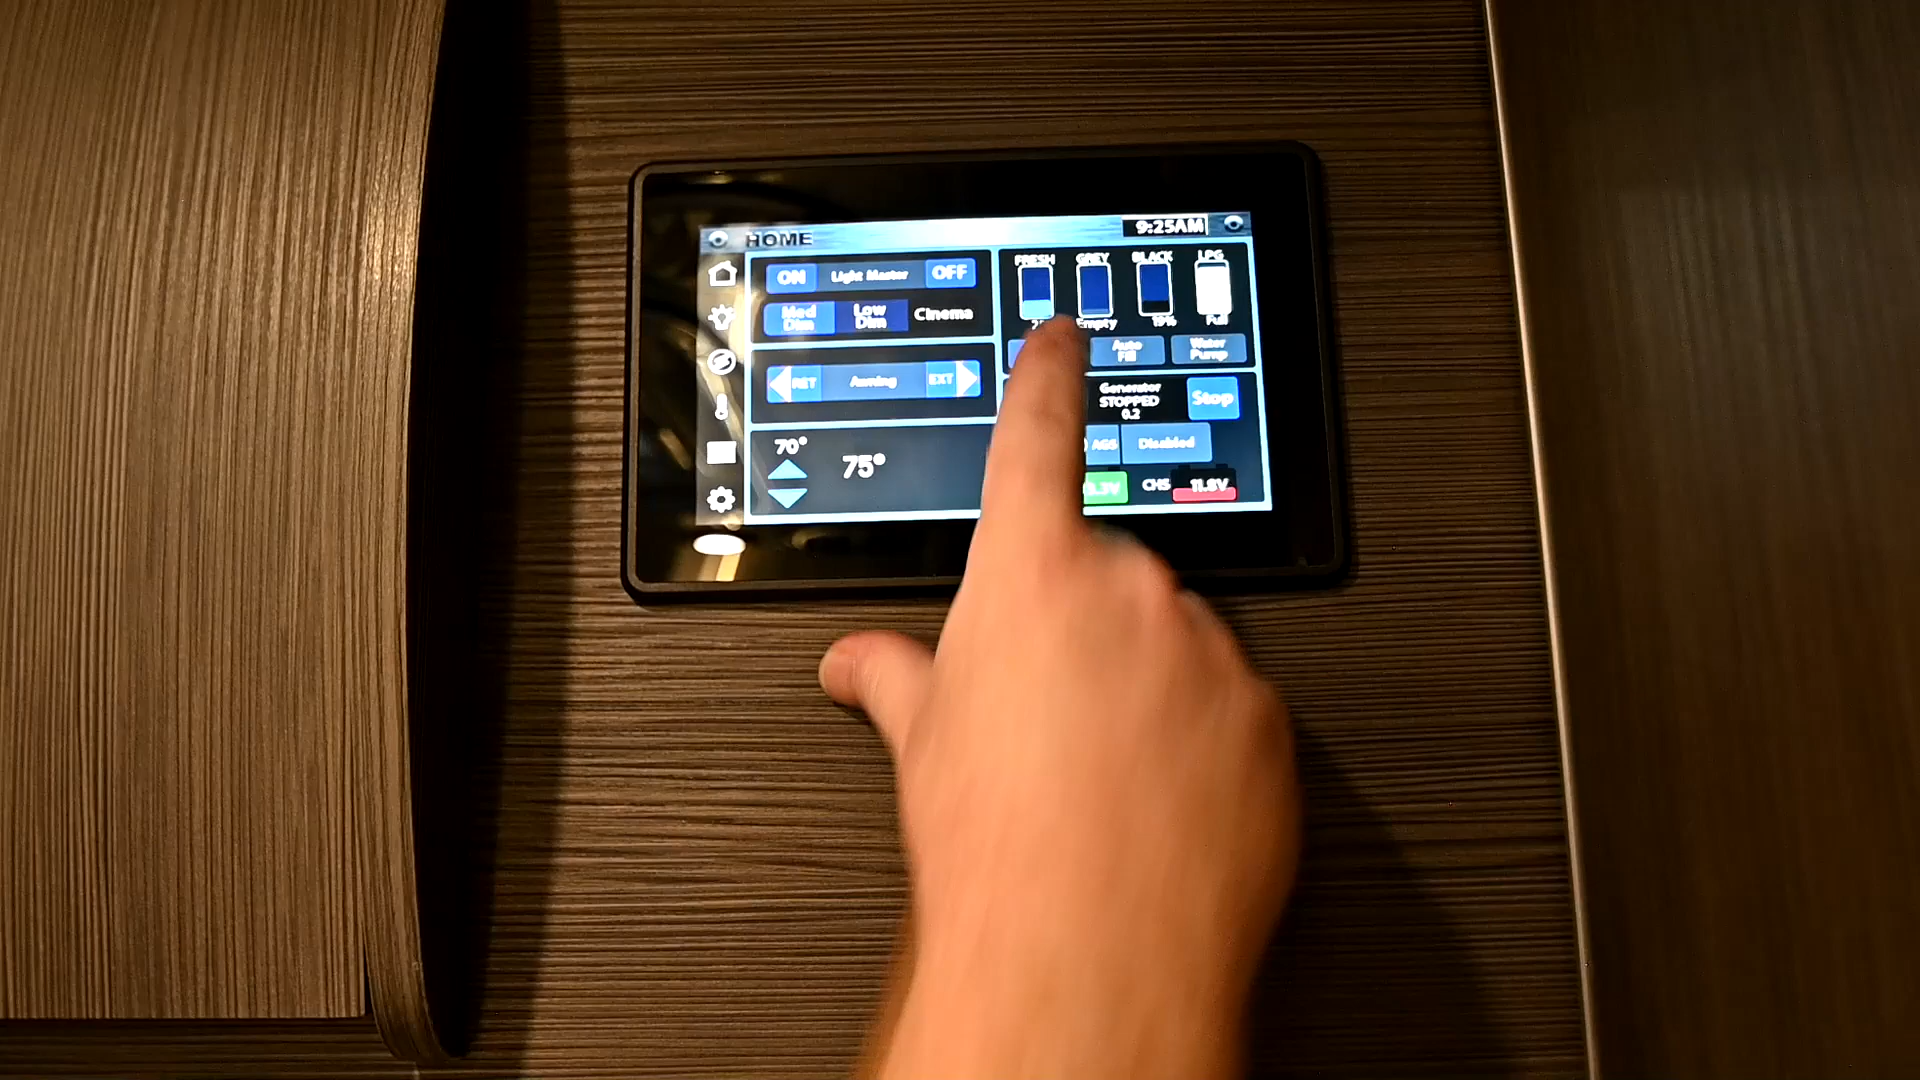 HOME
9:25AM
ON Light Master OFF
Med Dim
Low Dim
Cinema
FRESH GREY BLACK LPG
Empty 19% Full
Auto Fill
Water Pump
RET Awning EXT
Generator
STOPPED
0.2
Stop
AGS Disabled
70°
75°
CHS 11.8V